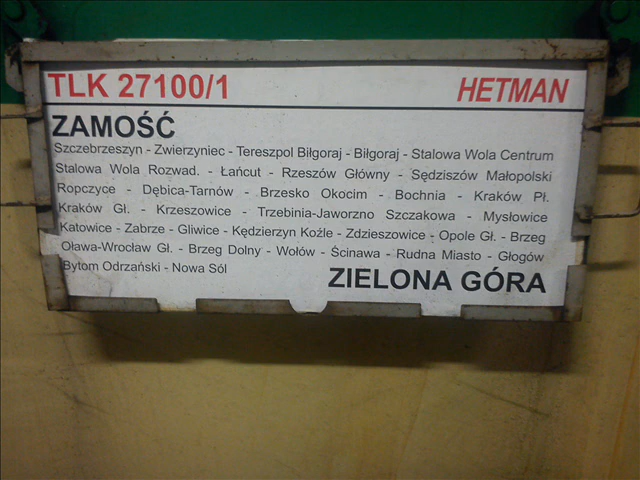 TLK 27100/1 HETMAN
ZAMOŚĆ
Szczebrzeszyn - Zwierzyniec - Tereszpol Biłgoraj - Biłgoraj - Stalowa Wola Centrum
Stalowa Wola Rozwad. - Łańcut - Rzeszów Główny - Sędziszów Małopolski
Ropczyce - Dębica-Tarnów - Brzesko Okocim - Bochnia - Kraków Pł.
Kraków Gł. - Krzeszowice - Trzebinia-Jaworzno Szczakowa - Mysłowice
Katowice - Zabrze - Gliwice - Kędzierzyn Koźle - Zdzieszowice - Opole Gł. - Brzeg
Oława-Wrocław Gł. - Brzeg Dolny - Wołów - Ścinawa - Rudna Miasto - Głogów
Bytom Odrzański - Nowa Sól
ZIELONA GÓRA